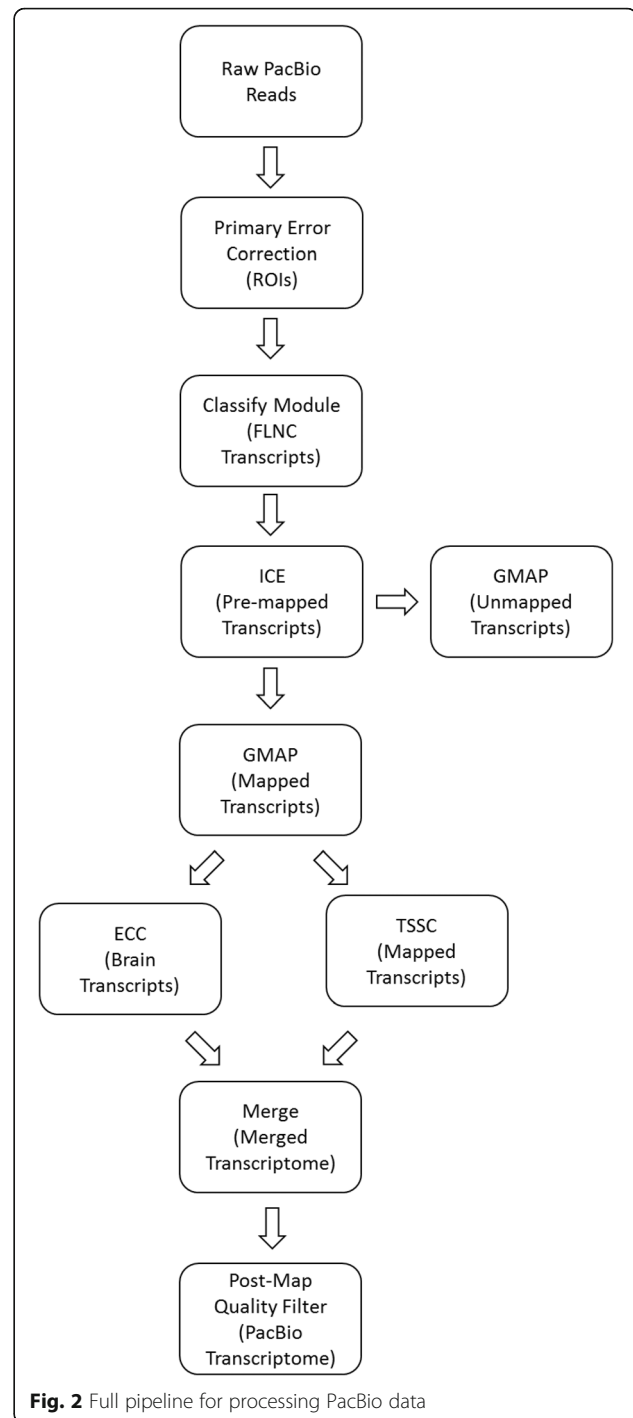 Raw PacBio
Reads
Primary Error
Correction
(ROIs)
Classify Module
(FLNC
Transcripts)
ICE
(Pre-mapped
Transcripts)
GMAP
(Unmapped
Transcripts)
GMAP
(Mapped
Transcripts)
ECC
(Brain
Transcripts)
TSSC
(Mapped
Transcripts)
Merge
(Merged
Transcriptome)
Post-Map
Quality Filter
(PacBio
Transcriptome)
Fig. 2 Full pipeline for processing PacBio data